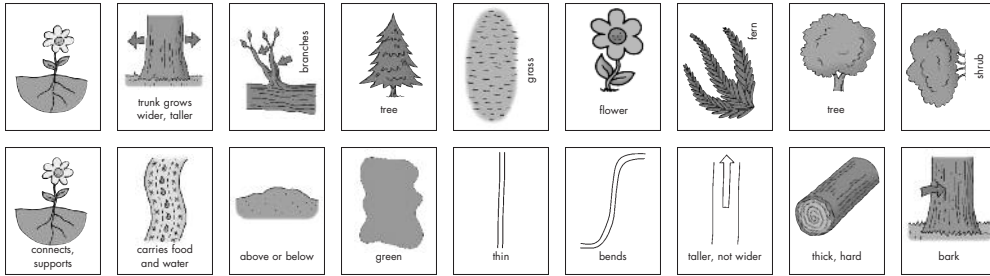 trunk grows
wider, taller
branches
tree
grass
flower
fern
tree
shrub
connects,
supports
carries food
and water
above or below
green
thin
bends
taller, not wider
thick, hard
bark